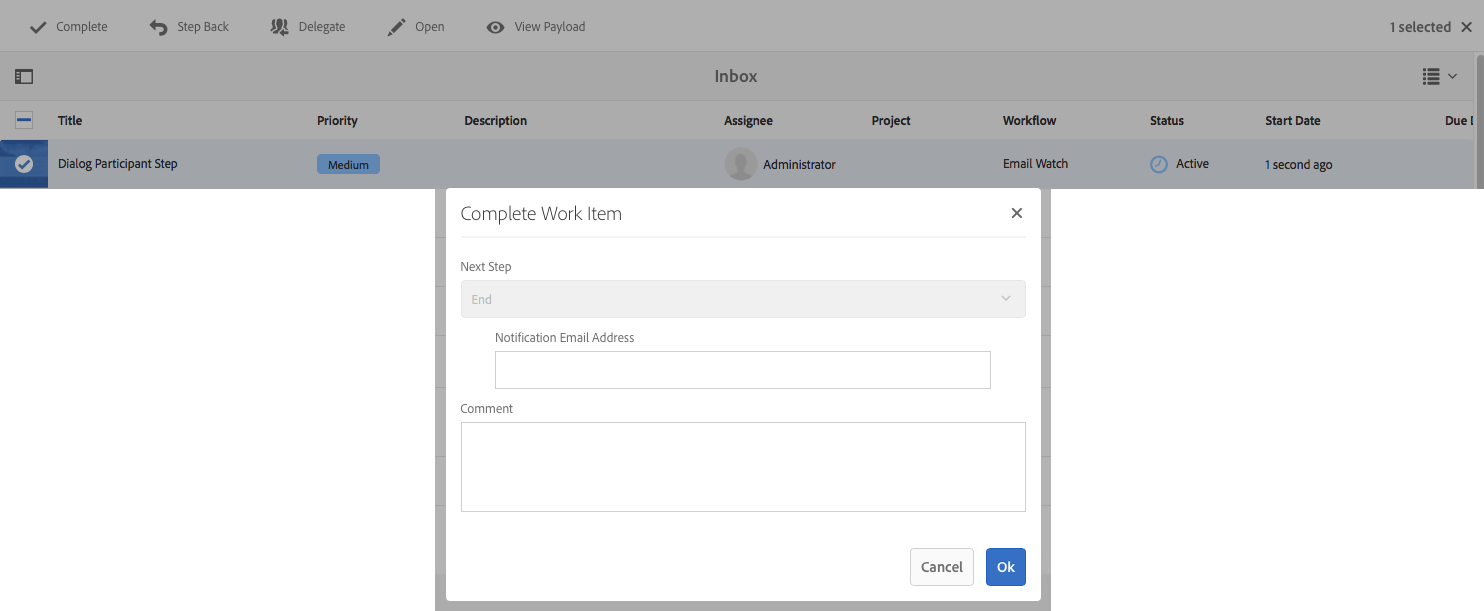 Complete Step Back Delegate Open View Payload 1 selected
Inbox
Title Priority Description Assignee Project Workflow Status Start Date Due
Dialog Participant Step Medium Administrator Email Watch Active 1 second ago
Complete Work Item
Next Step
End
Notification Email Address
Comment
Cancel Ok